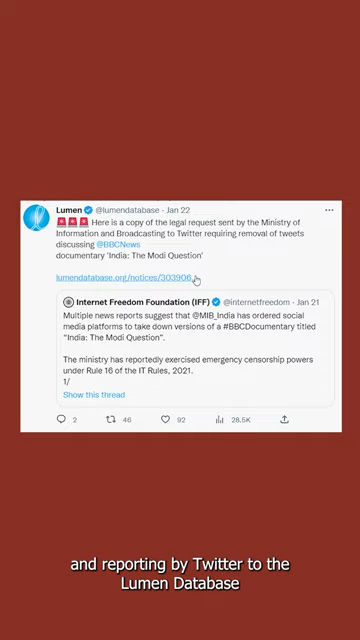 Lumen @lumendatabase · Jan 22
🚨🚨🚨 Here is a copy of the legal request sent by the Ministry of
Information and Broadcasting to Twitter requiring removal of tweets
discussing @BBCNews
documentary 'India: The Modi Question'
lumendatabase.org/notices/303906...
Internet Freedom Foundation (IFF) @internetfreedom · Jan 21
Multiple news reports suggest that @MIB_India has ordered social
media platforms to take down versions of a #BBCDocumentary titled
"India: The Modi Question".
The ministry has reportedly exercised emergency censorship powers
under Rule 16 of the IT Rules, 2021.
1/
Show this thread
2 46 92 28.5K
and reporting by Twitter to the
Lumen Database